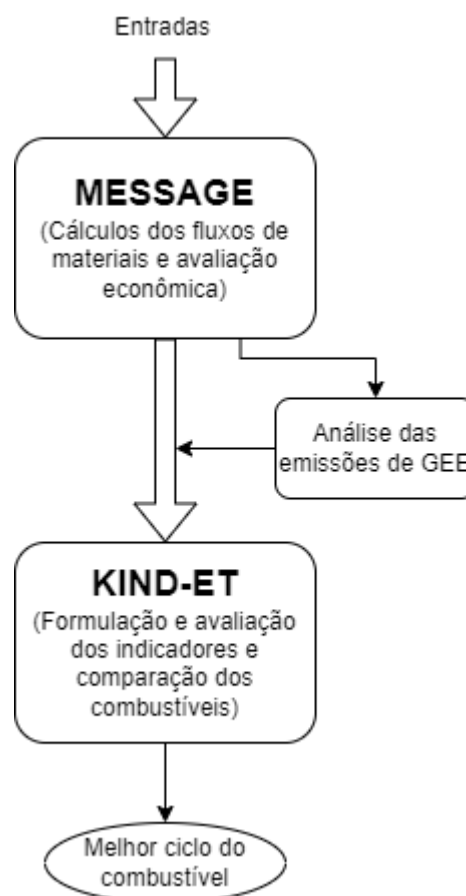 Entradas
MESSAGE
(Cálculos dos fluxos de
materiais e avaliação
econômica)
Análise das
emissões de GEE
KIND-ET
(Formulação e avaliação
dos indicadores e
comparação dos
combustíveis)
Melhor ciclo do
combustível